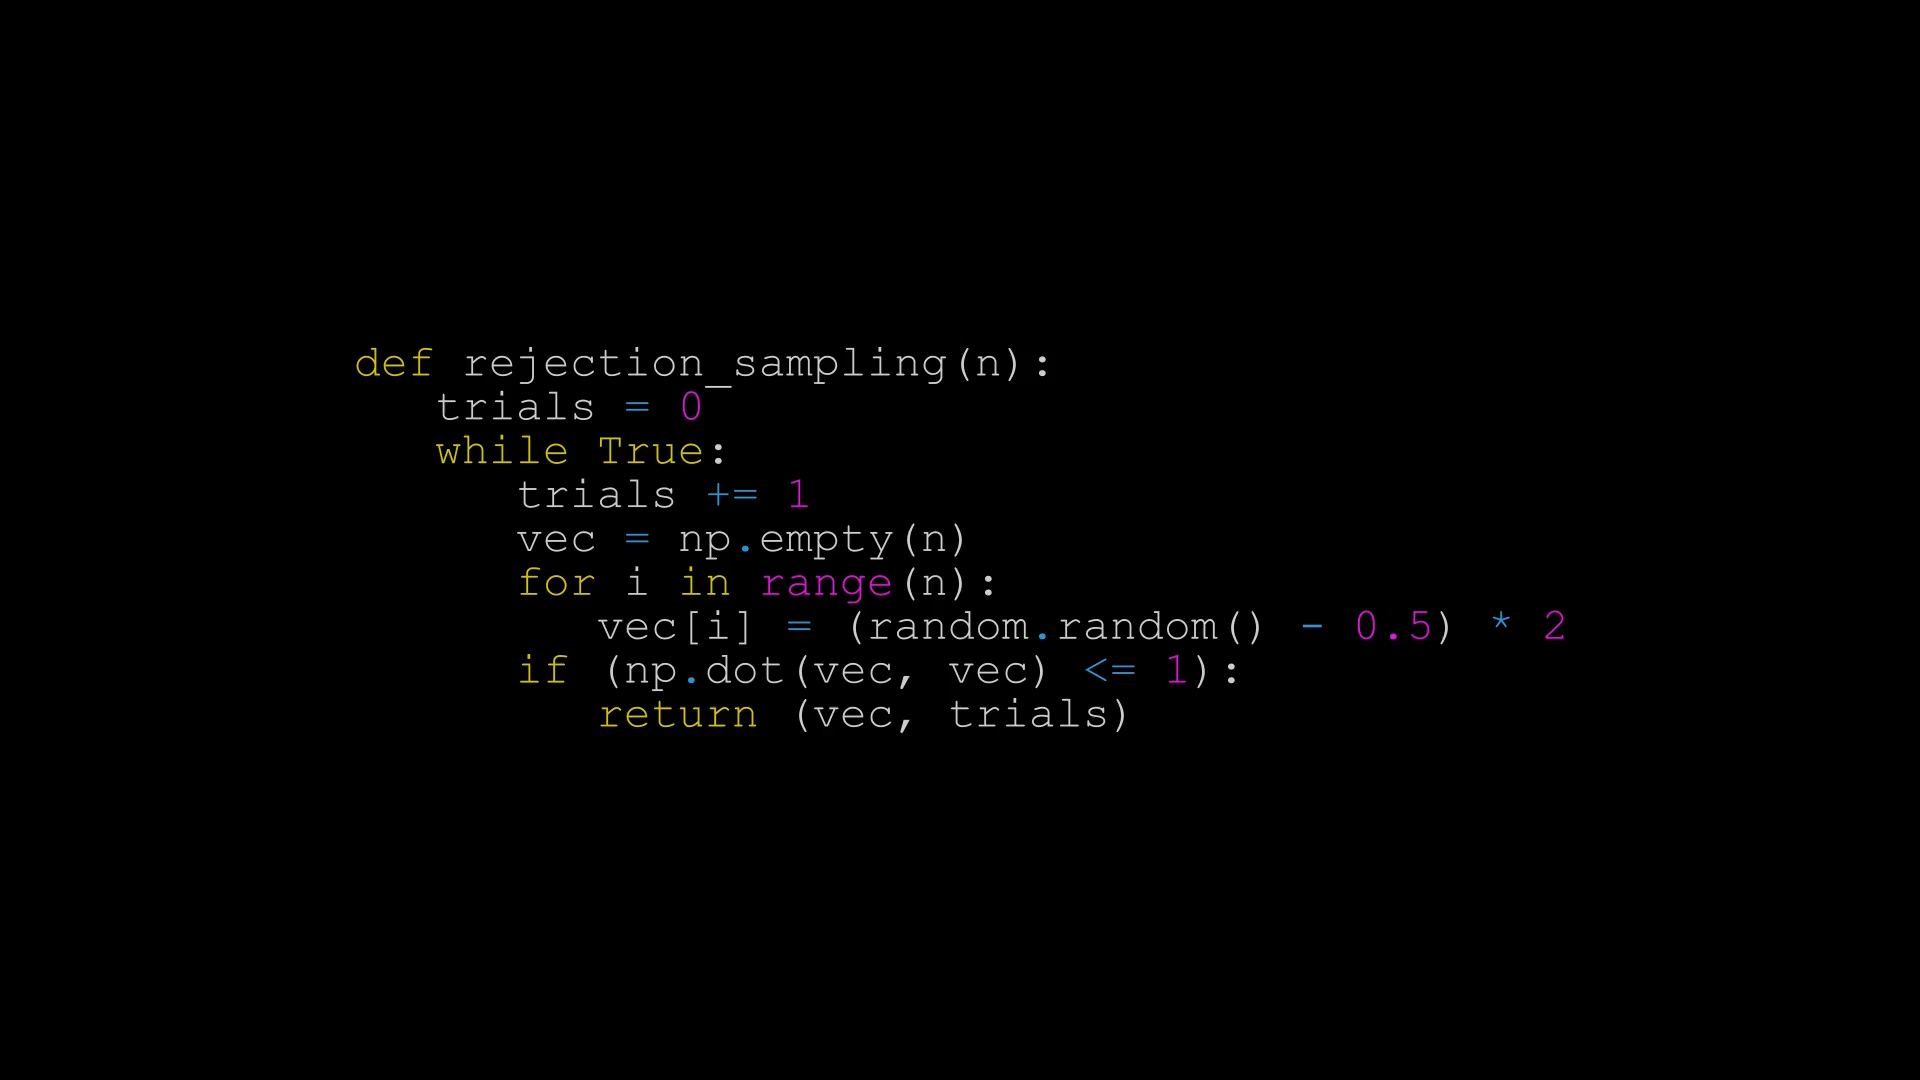 def rejection_sampling(n):
   trials = 0
   while True:
      trials += 1
      vec = np.empty(n)
      for i in range(n):
         vec[i] = (random.random() - 0.5) * 2
      if (np.dot(vec, vec) <= 1):
         return (vec, trials)